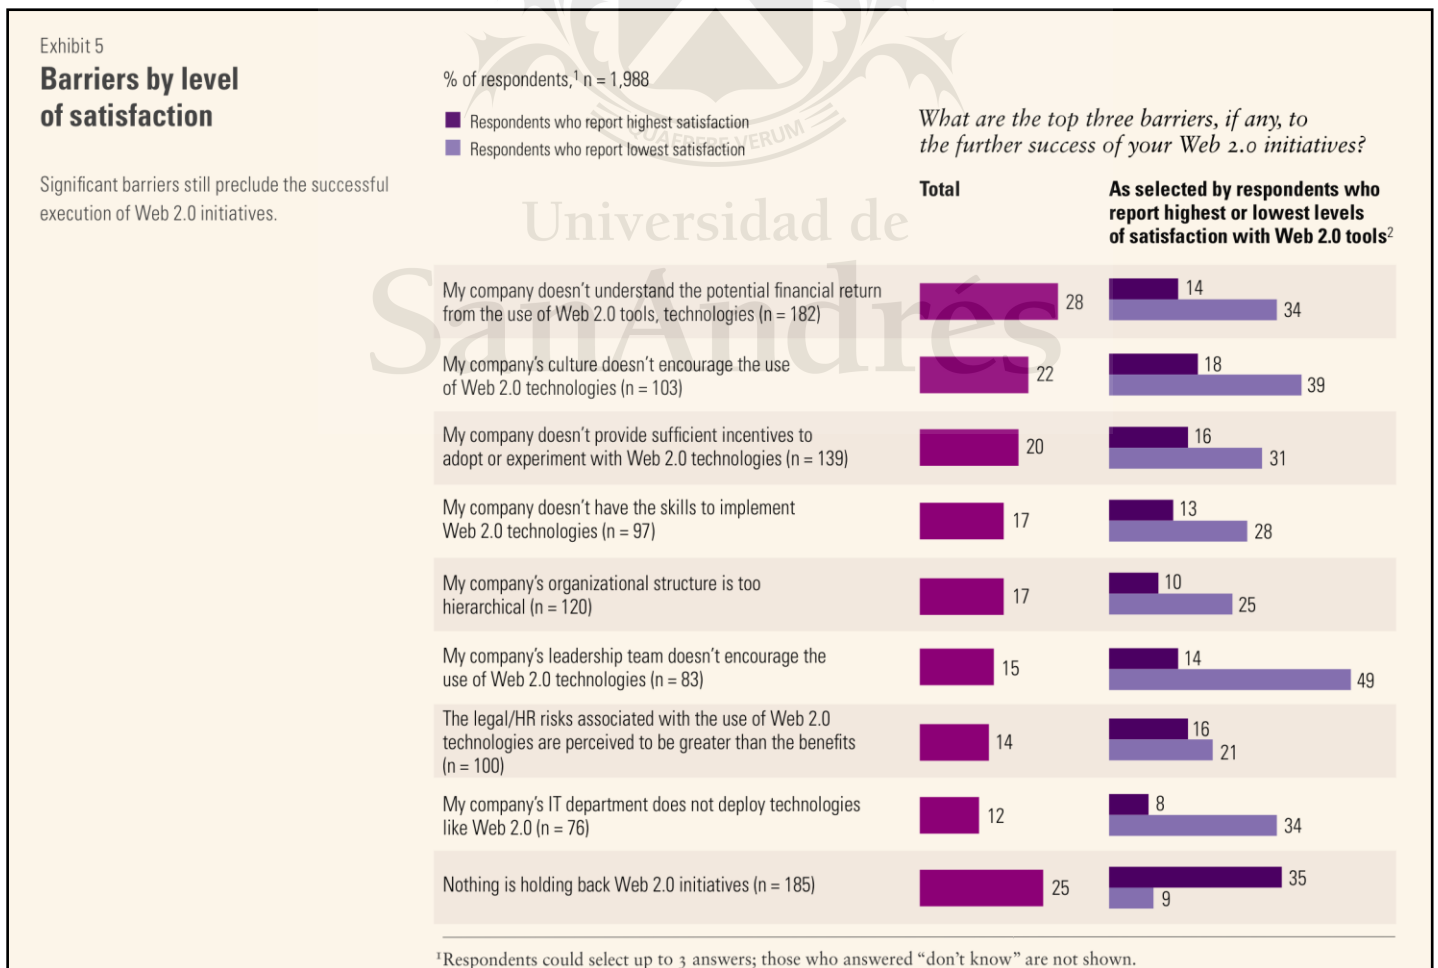 Exhibit 5
Barriers by level
of satisfaction
Significant barriers still preclude the successful
execution of Web 2.0 initiatives.
% of respondents,¹ n = 1,988
Respondents who report highest satisfaction
Respondents who report lowest satisfaction
QUAERERE VERUM
Universidad de
SanAndrés
What are the top three barriers, if any, to
the further success of your Web 2.0 initiatives?
Total
As selected by respondents who
report highest or lowest levels
of satisfaction with Web 2.0 tools²
My company doesn't understand the potential financial return
from the use of Web 2.0 tools, technologies (n = 182)
28
14
34
My company's culture doesn't encourage the use
of Web 2.0 technologies (n = 103)
22
18
39
My company doesn't provide sufficient incentives to
adopt or experiment with Web 2.0 technologies (n = 139)
20
16
31
My company doesn't have the skills to implement
Web 2.0 technologies (n = 97)
17
13
28
My company's organizational structure is too
hierarchical (n = 120)
17
10
25
My company's leadership team doesn't encourage the
use of Web 2.0 technologies (n = 83)
15
14
49
The legal/HR risks associated with the use of Web 2.0
technologies are perceived to be greater than the benefits
(n = 100)
14
16
21
My company's IT department does not deploy technologies
like Web 2.0 (n = 76)
12
8
34
Nothing is holding back Web 2.0 initiatives (n = 185)
25
35
9
¹Respondents could select up to 3 answers; those who answered "don't know" are not shown.